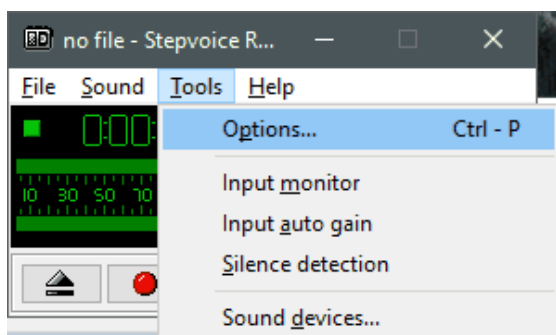 no file - Stepvoice R...
File Sound Tools Help
0:00:
Options... Ctrl - P
10 30 50 70
Input monitor
Input auto gain
Silence detection
Sound devices...